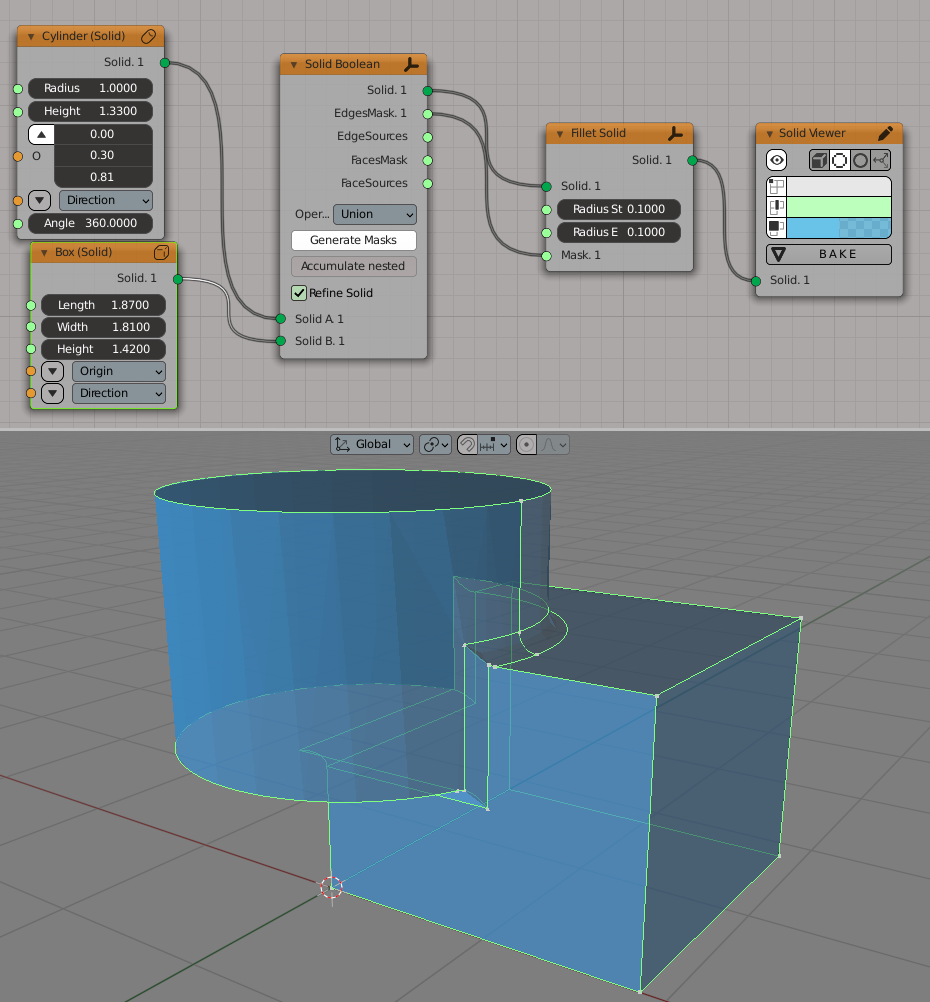 Cylinder (Solid)
Solid. 1
Radius 1.0000
Height 1.3300
0.00
O 0.30
0.81
Direction
Angle 360.0000
Box (Solid)
Solid. 1
Length 1.8700
Width 1.8100
Height 1.4200
Origin
Direction
Solid Boolean
Solid. 1
EdgesMask. 1
EdgeSources
FacesMask
FaceSources
Oper... Union
Generate Masks
Accumulate nested
Refine Solid
Solid A. 1
Solid B. 1
Fillet Solid
Solid. 1
Solid. 1
Radius St 0.1000
Radius E 0.1000
Mask. 1
Solid Viewer
BAKE
Solid. 1
Global